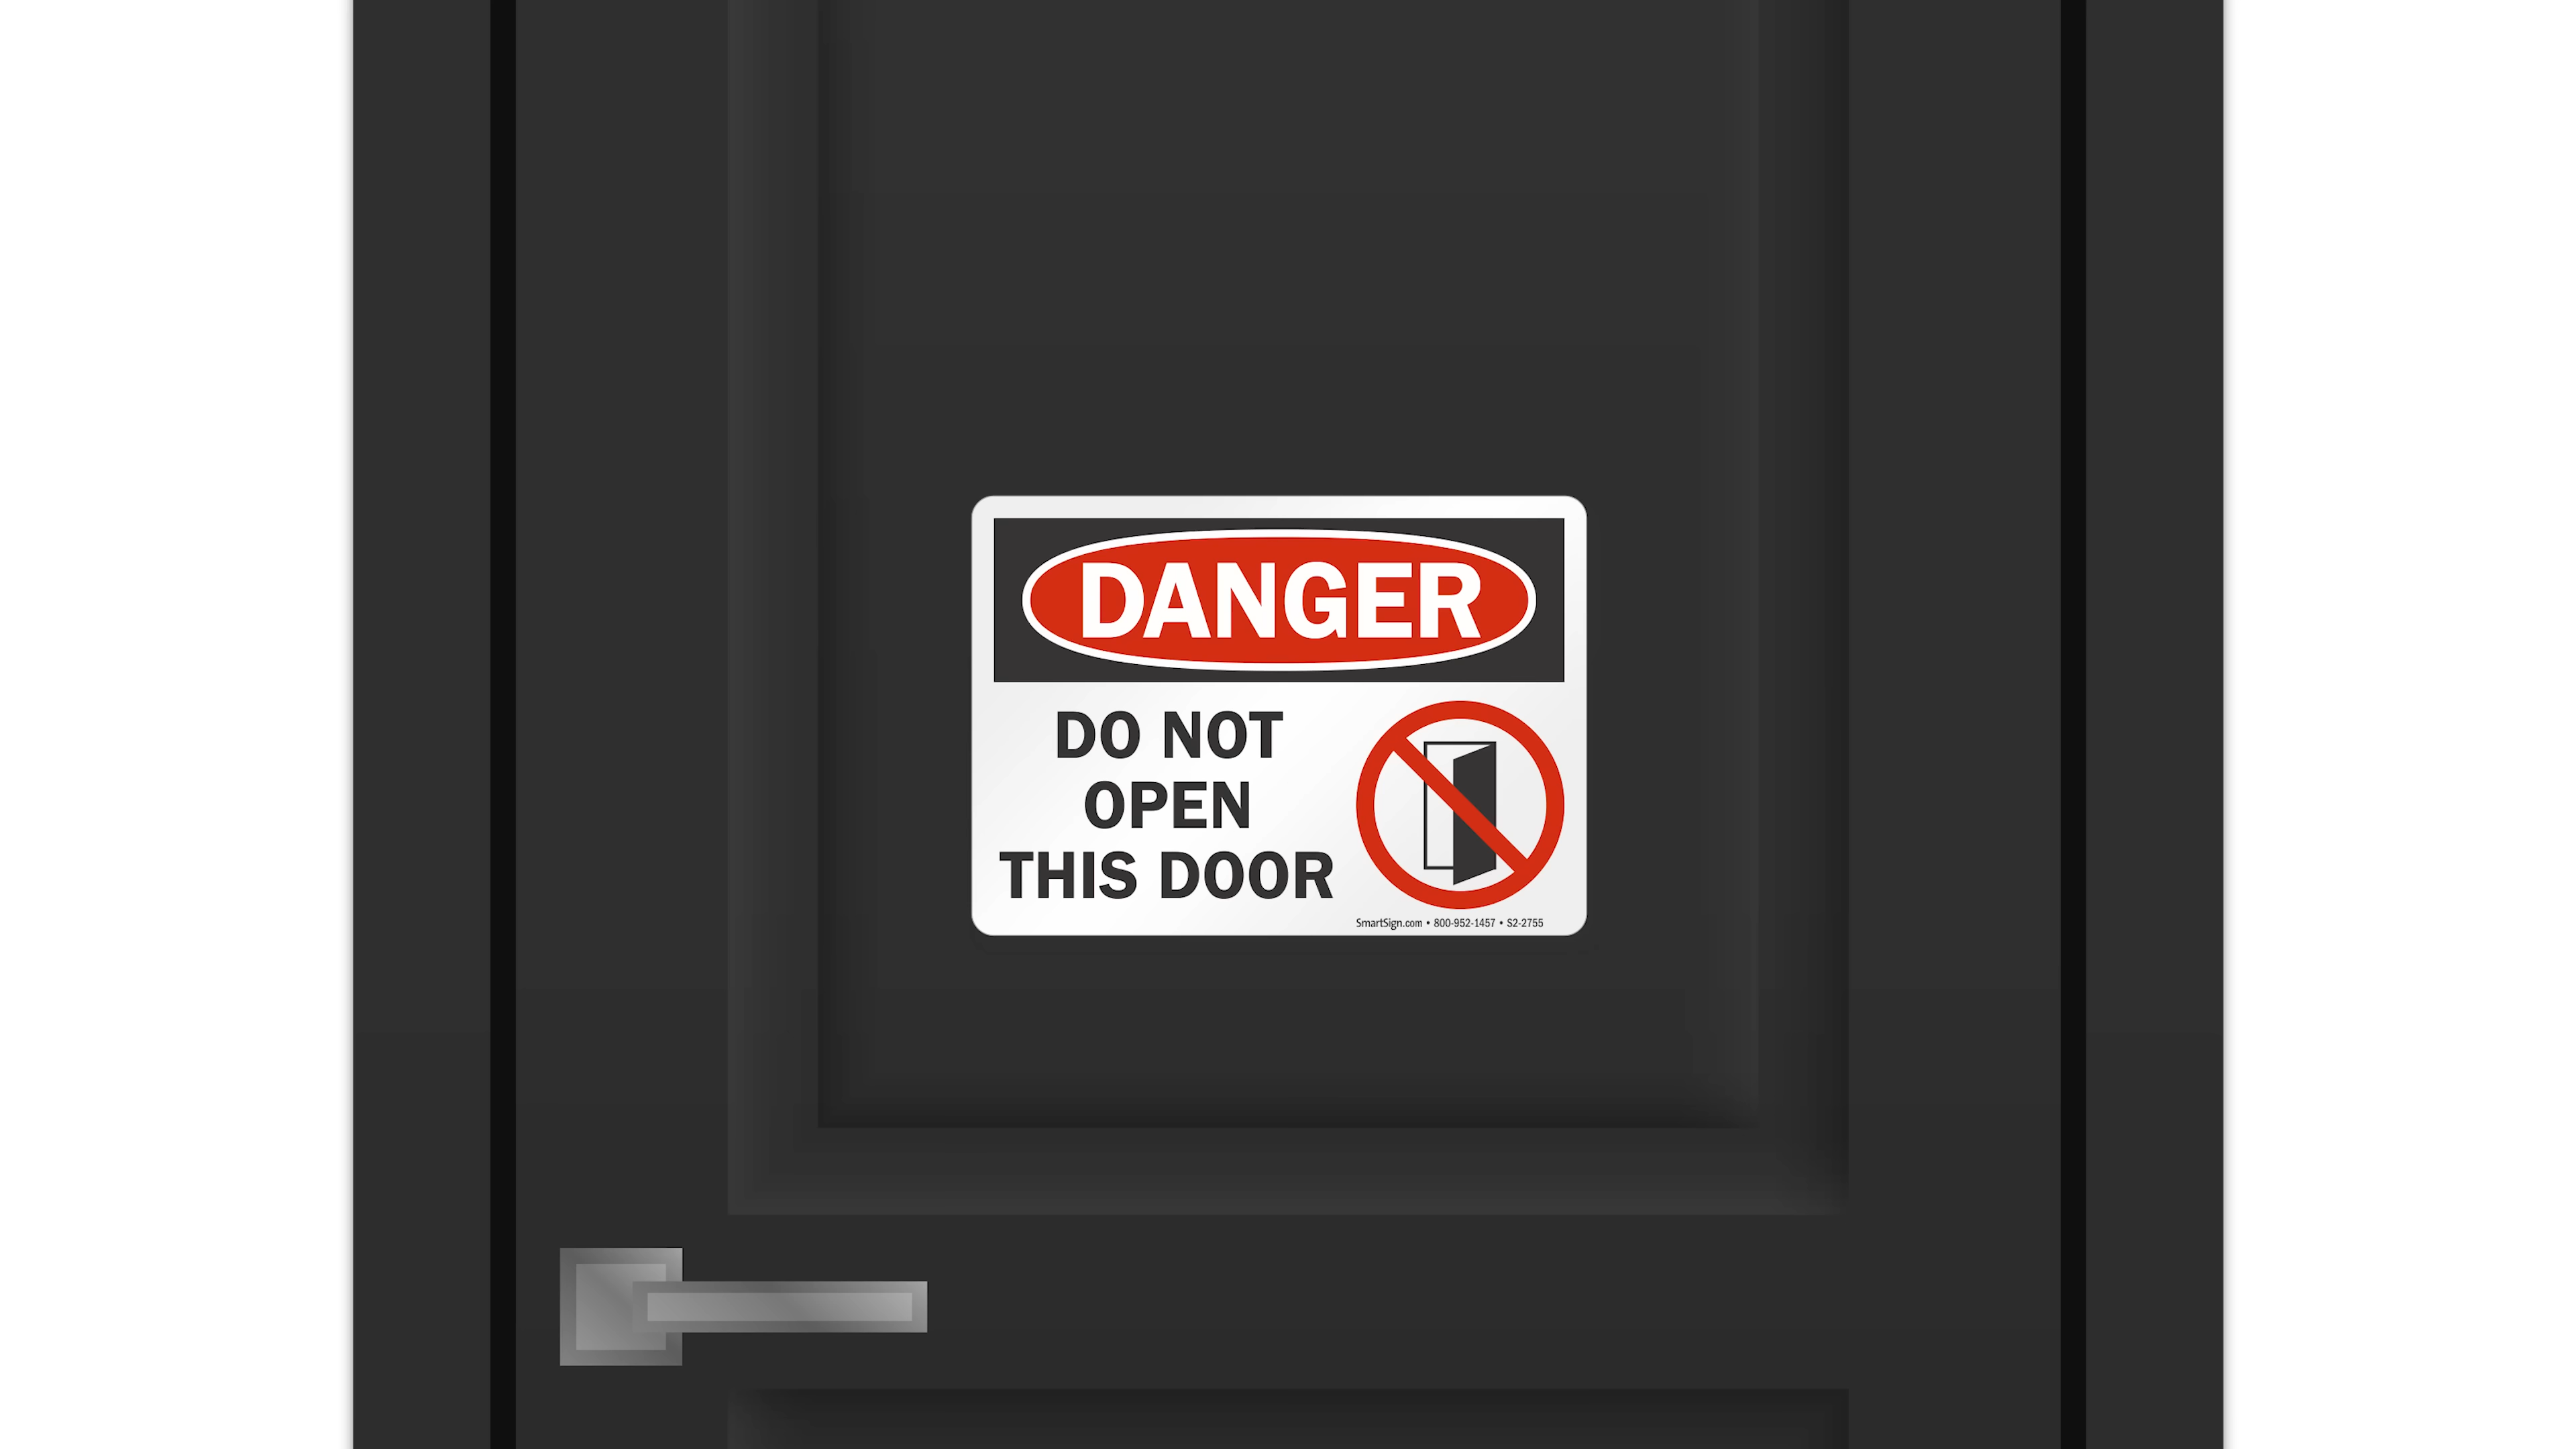 DANGER
DO NOT
OPEN
THIS DOOR
SmartSign.com • 800-952-1457 • S2-2755